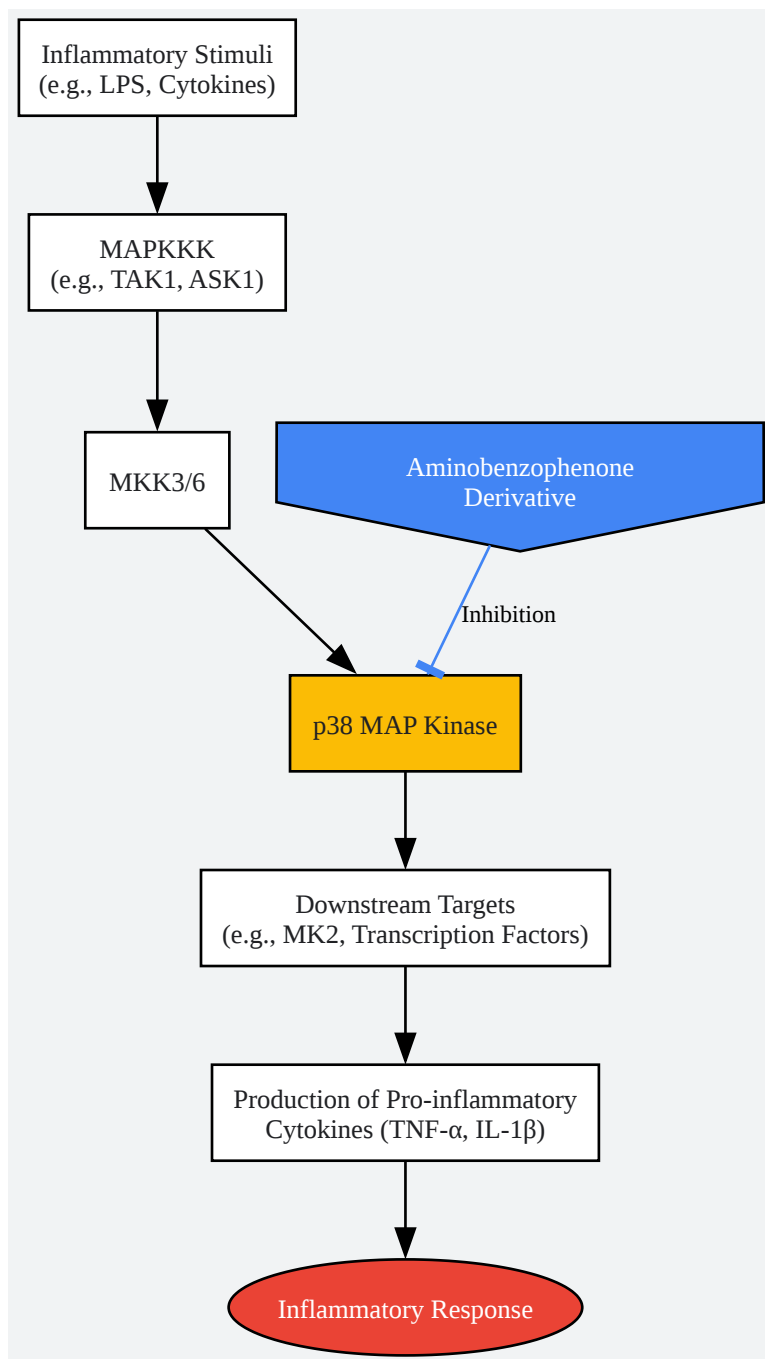 Inflammatory Stimuli
(e.g., LPS, Cytokines)
MAPKKK
(e.g., TAK1, ASK1)
MKK3/6
Aminobenzophenone
Derivative
Inhibition
p38 MAP Kinase
Downstream Targets
(e.g., MK2, Transcription Factors)
Production of Pro-inflammatory
Cytokines (TNF-α, IL-1β)
Inflammatory Response